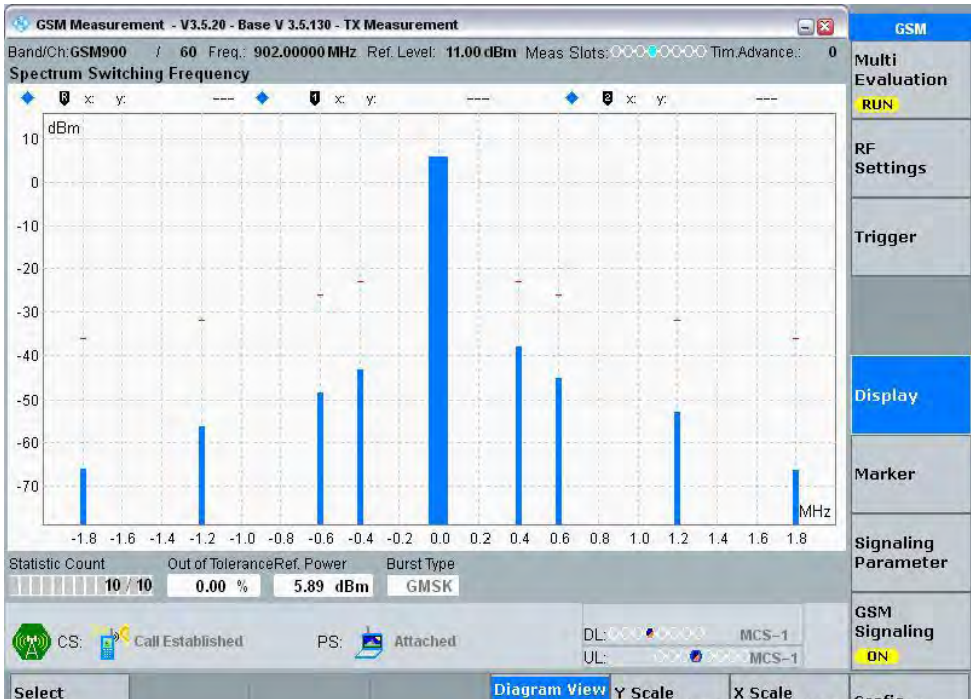 GSM Measurement - V3.5.20 - Base V 3.5.130 - TX Measurement
Band/Ch:GSM900 / 60 Freq.: 902.00000 MHz Ref. Level: 11.00 dBm Meas Slots: Tim.Advance.: 0
Spectrum Switching Frequency
R x: y: --- 1 x: y: --- 2 x: y: ---
dBm
10
0
-10
-20
-30
-40
-50
-60
-70
MHz
-1.8 -1.6 -1.4 -1.2 -1.0 -0.8 -0.6 -0.4 -0.2 0.0 0.2 0.4 0.6 0.8 1.0 1.2 1.4 1.6 1.8
Statistic Count Out of Tolerance Ref. Power Burst Type
10 / 10 0.00 % 5.89 dBm GMSK
CS: Call Established PS: Attached
DL: MCS-1
UL: MCS-1
Select
Diagram View
Y Scale
X Scale
GSM
Multi
Evaluation
RUN
RF
Settings
Trigger
Display
Marker
Signaling
Parameter
GSM
Signaling
ON